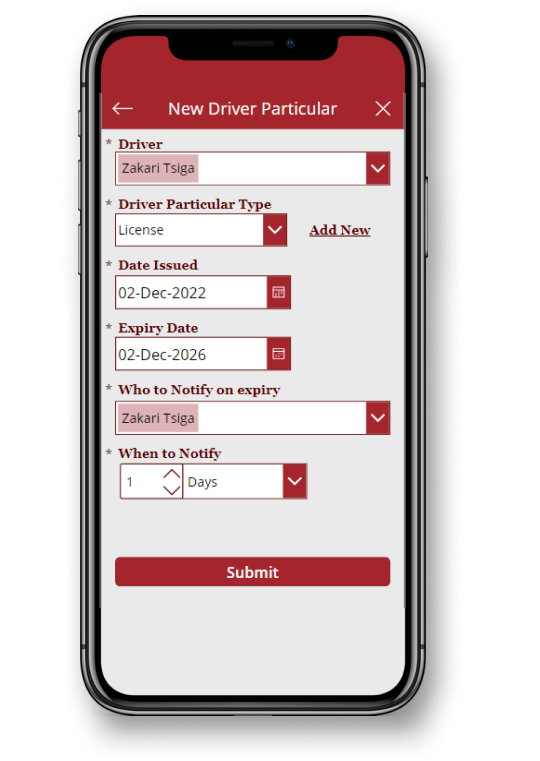 New Driver Particular
* Driver
Zakari Tsiga
* Driver Particular Type
License
Add New
* Date Issued
02-Dec-2022
* Expiry Date
02-Dec-2026
* Who to Notify on expiry
Zakari Tsiga
* When to Notify
1 Days
Submit